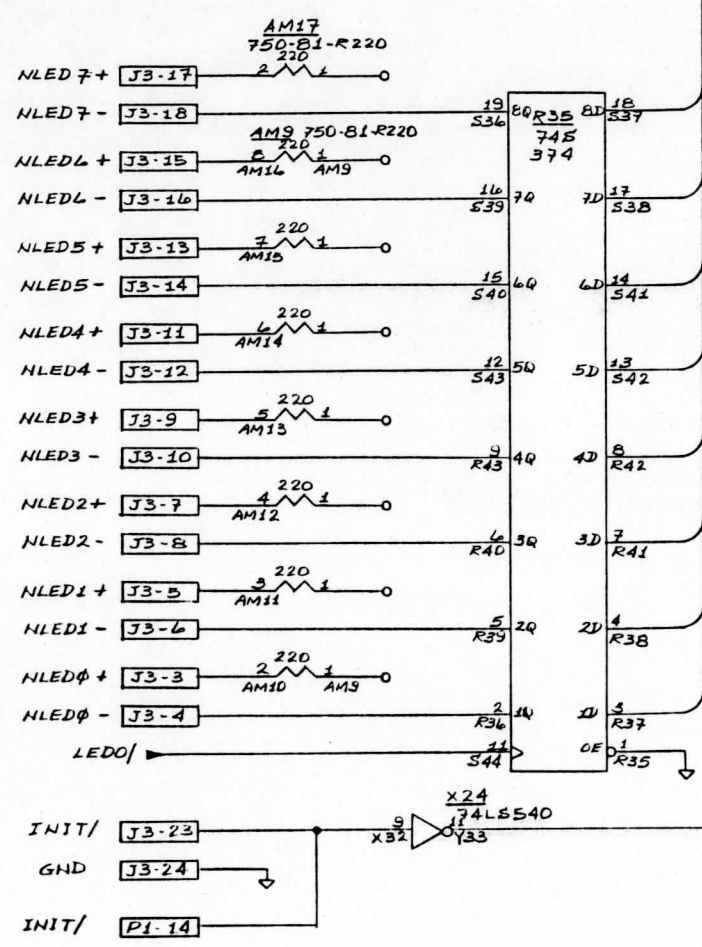 AM17
750-81-R220
220
NLED7+ J3-17 2 1
NLED7- J3-18 19 8Q R35 8D 18
S36 74S S37
374
AM9 750-81-R220
220
NLED6+ J3-15 8 1
AM16 AM9
NLED6- J3-16 16 7Q 7D 17
S39 S38
220
NLED5+ J3-13 7 1
AM15
NLED5- J3-14 15 6Q 6D 14
S40 S41
220
NLED4+ J3-11 6 1
AM14
NLED4- J3-12 12 5Q 5D 13
S43 S42
220
NLED3+ J3-9 5 1
AM13
NLED3- J3-10 9 4Q 4D 8
R43 R42
220
NLED2+ J3-7 4 1
AM12
NLED2- J3-8 6 3Q 3D 7
R40 R41
220
NLED1+ J3-5 3 1
AM11
NLED1- J3-6 5 2Q 2D 4
R39 R38
220
NLEDØ+ J3-3 2 1
AM10 AM9
NLEDØ- J3-4 2 1Q 1D 3
R36 R37
LEDO/ 11 OE 1
S44 R35
X24
74LS540
INIT/ J3-23 9 11
X32 Y33
GND J3-24
INIT/ P1-14